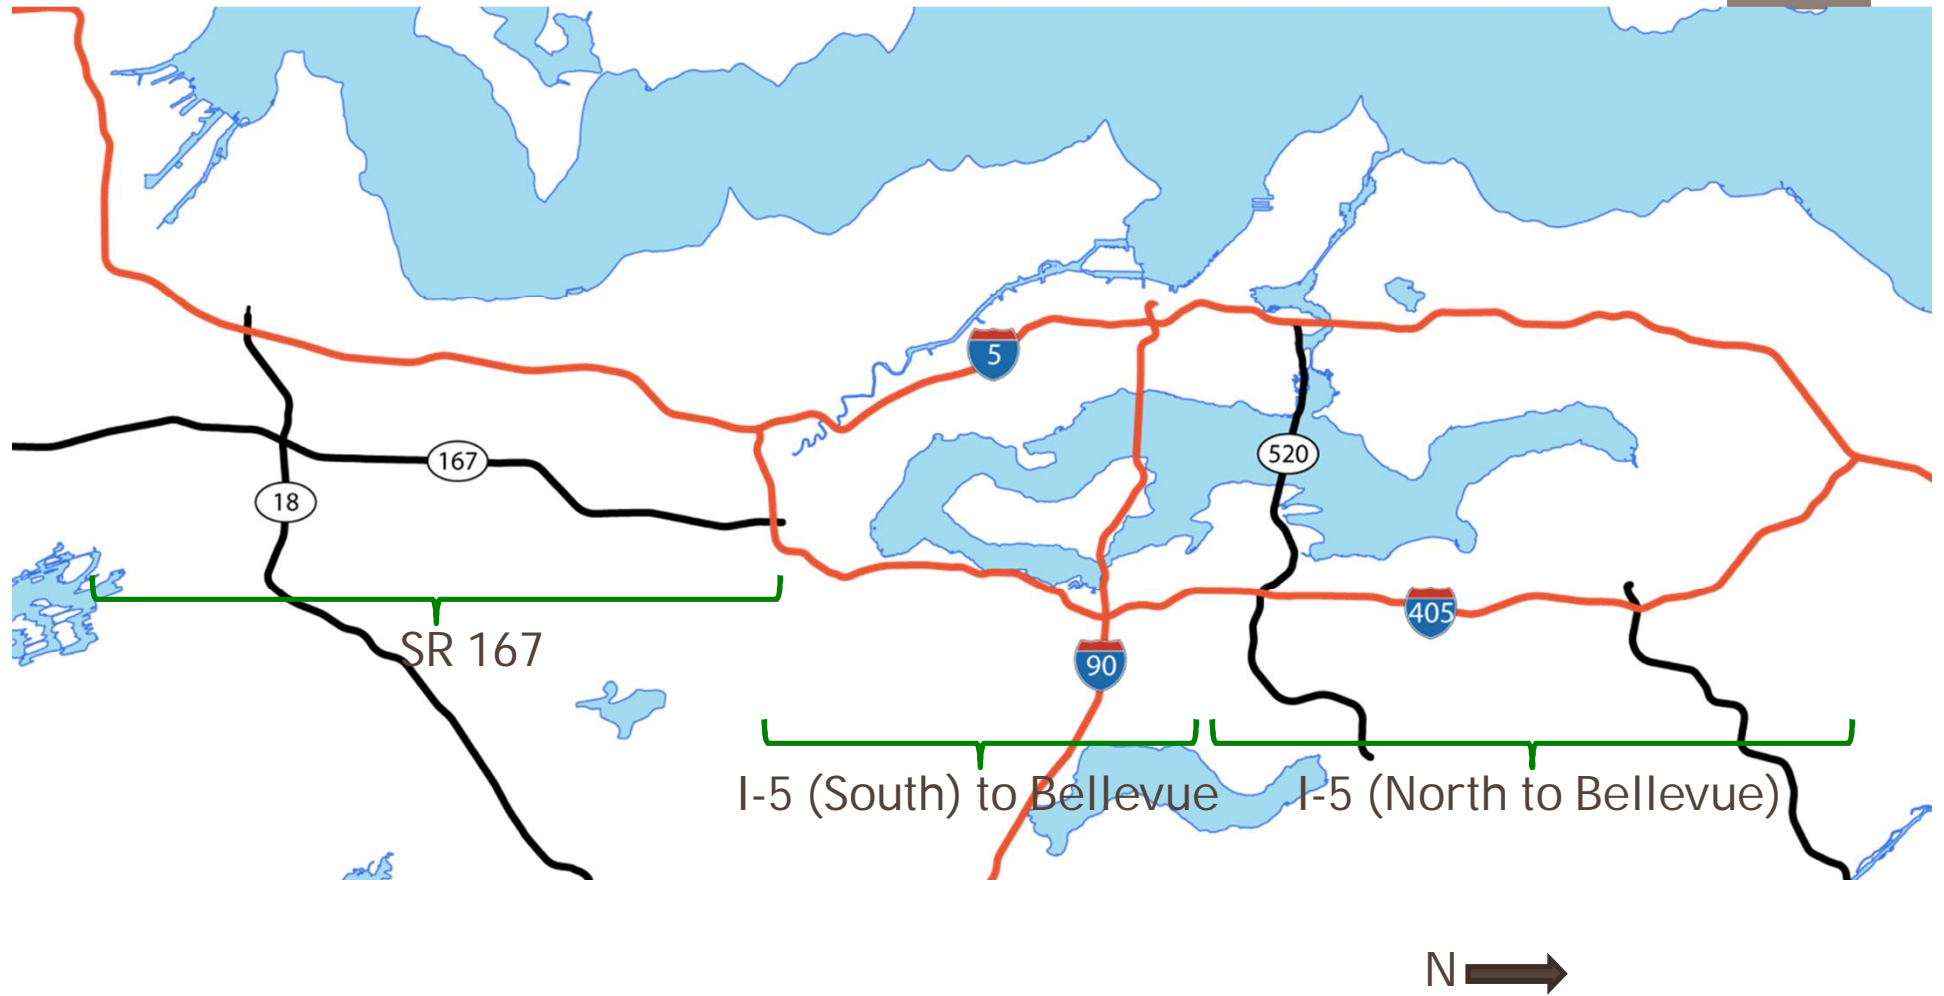 5
167
520
18
405
SR 167
90
I-5 (South) to Bellevue
I-5 (North to Bellevue)
N